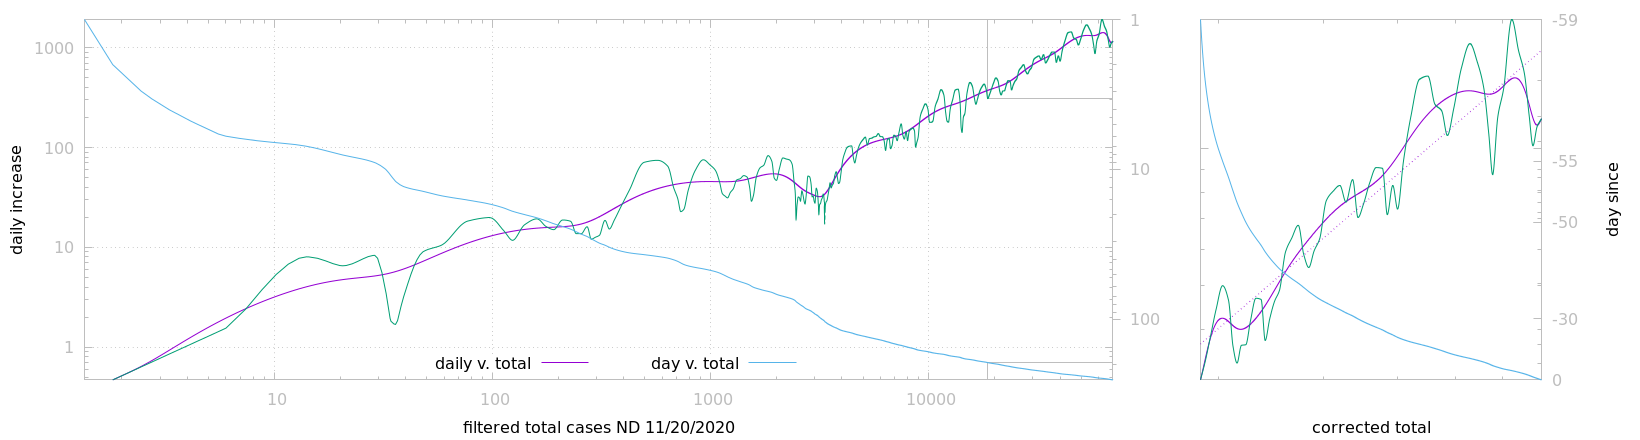 1000
100
10
1
daily increase
10
100
1000
10000
filtered total cases ND 11/20/2020
daily v. total
day v. total
1
10
100
-59
-55
-50
-30
0
day since
corrected total